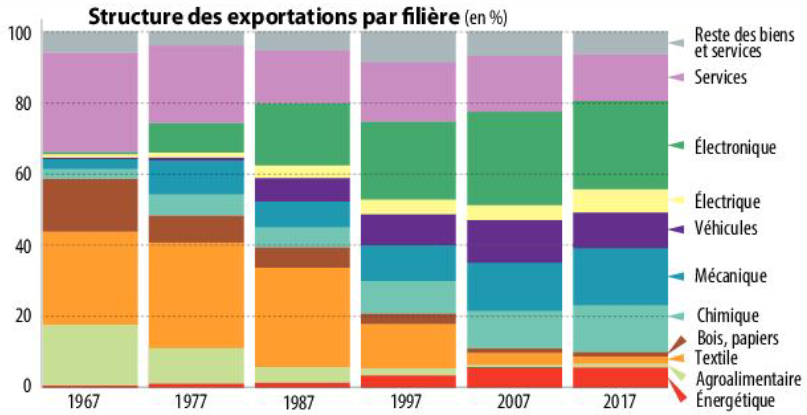 Structure des exportations par filière (en %)
100
80
60
40
20
0
1967 1977 1987 1997 2007 2017
Reste des biens
et services
Services
Électronique
Électrique
Véhicules
Mécanique
Chimique
Bois, papiers
Textile
Agroalimentaire
Énergétique